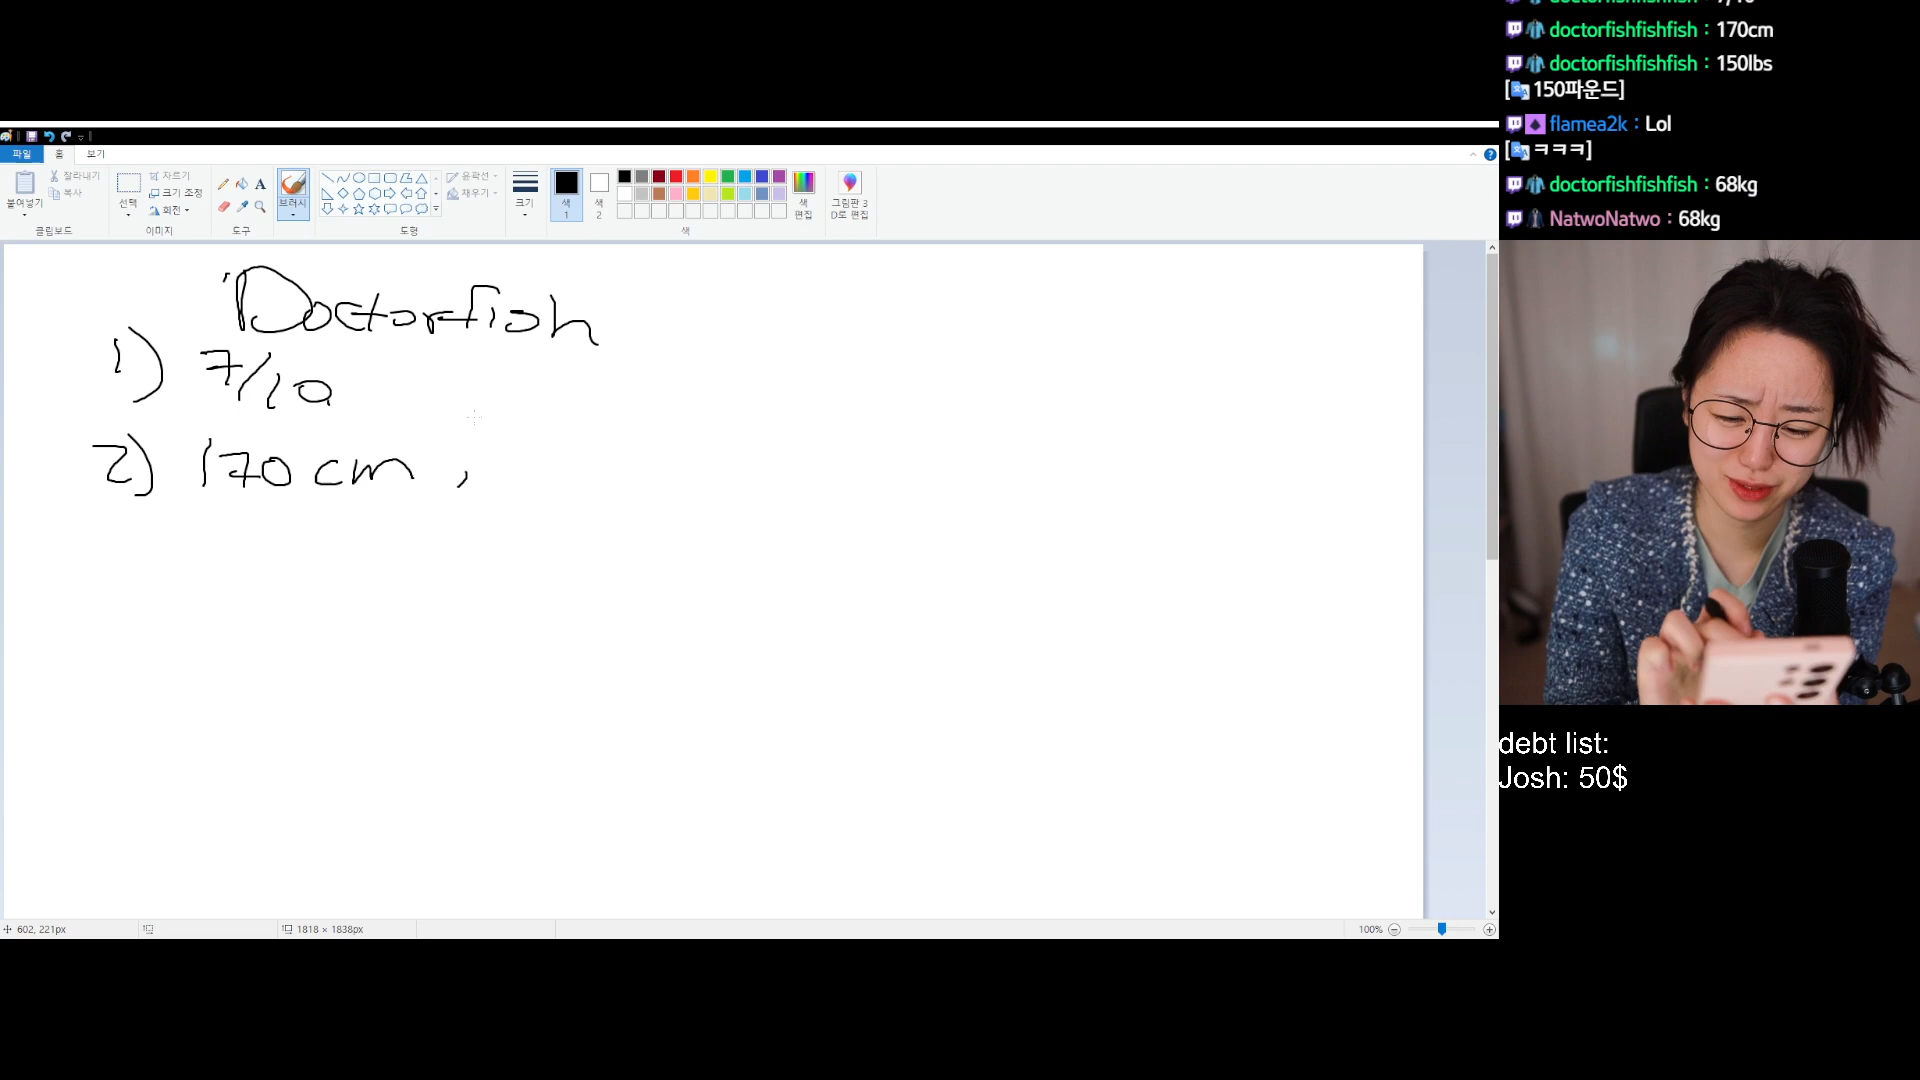 doctorfishfishfish : 7/10
doctorfishfishfish : 170cm
doctorfishfishfish : 150lbs
[150파운드]
flamea2k : Lol
[ㅋㅋㅋ]
doctorfishfishfish : 68kg
NatwoNatwo : 68kg
파일 홈 보기
붙여넣기
잘라내기
복사
클립보드
선택
자르기
크기 조정
회전
이미지
A
도구
브러시
윤곽선
채우기
도형
크기
색 1
색 2
색 편집
그림판 3D로 편집
색
Doctorfish
1) 7/10
2) 170cm ,
602, 221px
1818 × 1838px
100%
debt list:
Josh: 50$